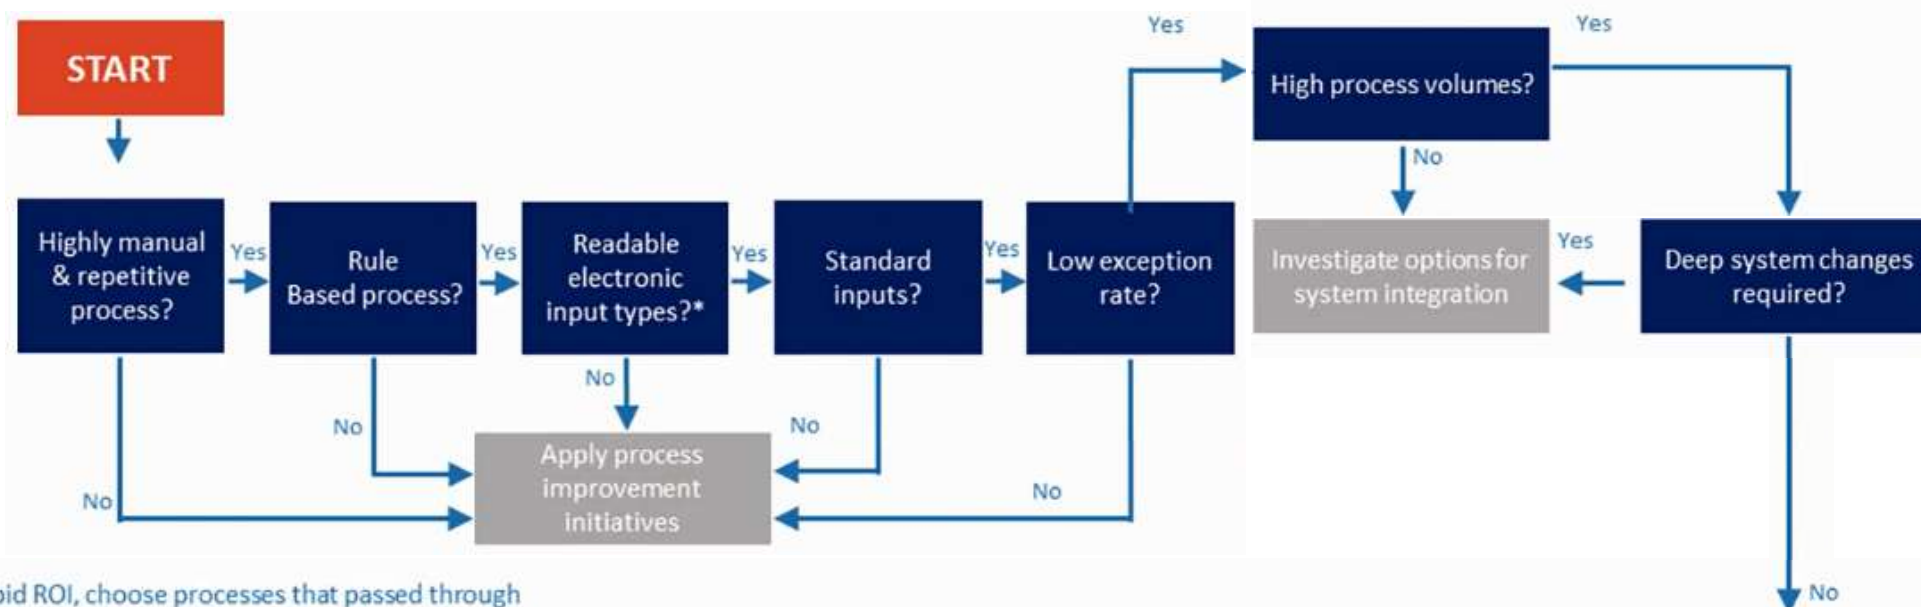 START
Highly manual
& repetitive
process?
Yes
Rule
Based process?
Yes
Readable
electronic
input types?*
Yes
Standard
inputs?
Yes
Low exception
rate?
Yes
High process volumes?
Yes
No
Investigate options for
system integration
Yes
Deep system changes
required?
No
No
No
No
No
Apply process
improvement
initiatives
ROI, choose processes that passed through
No